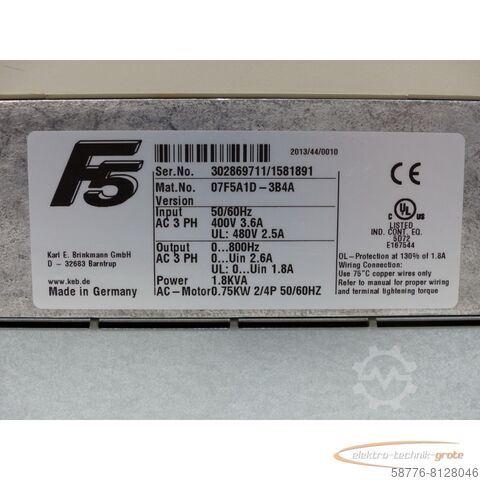 F5
Karl E. Brinkmann GmbH
D - 32683 Barntrup
www.keb.de
Made in Germany
2013/44/0010
Ser.No. 302869711/1581891
Mat.No. 07F5A1D-3B4A
Version
Input 50/60Hz
AC 3 PH 400V 3.6A
UL: 480V 2.5A
Output 0...800Hz
AC 3 PH 0...Uin 2.6A
UL: 0...Uin 1.8A
Power 1.8KVA
AC-Motor 0.75KW 2/4P 50/60HZ
CE
C UL US
LISTED
IND. CONT. EQ.
5D72
E167544
OL-Protection at 130% of 1.8A
Wiring Connection:
Use 75°C copper wires only
Refer to manual for proper wiring
and terminal tightening torque
elektro-technik-grote
58776-8128046